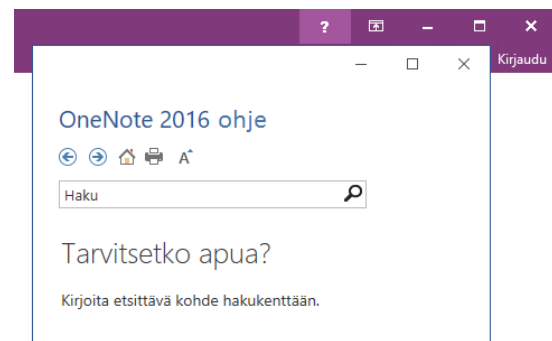 ?
Kirjaudu
OneNote 2016 ohje
A
Haku
Tarvitsetko apua?
Kirjoita etsittävä kohde hakukenttään.